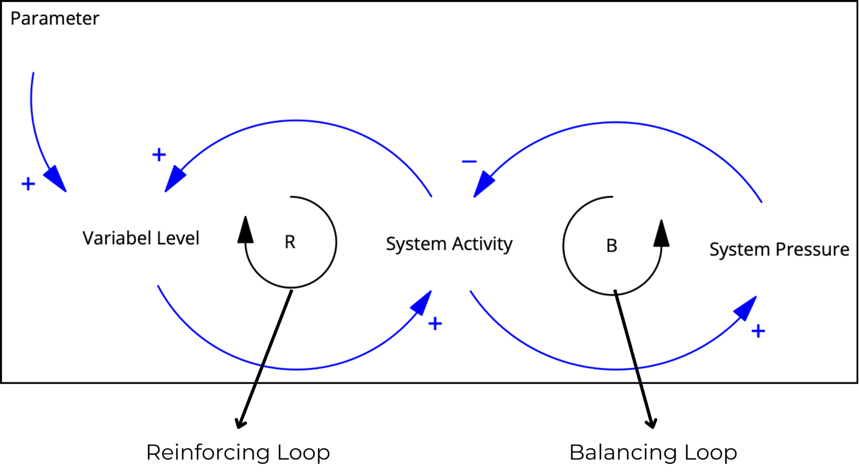 Parameter
+
+
−
Variabel Level
R
System Activity
B
System Pressure
+
+
Reinforcing Loop
Balancing Loop